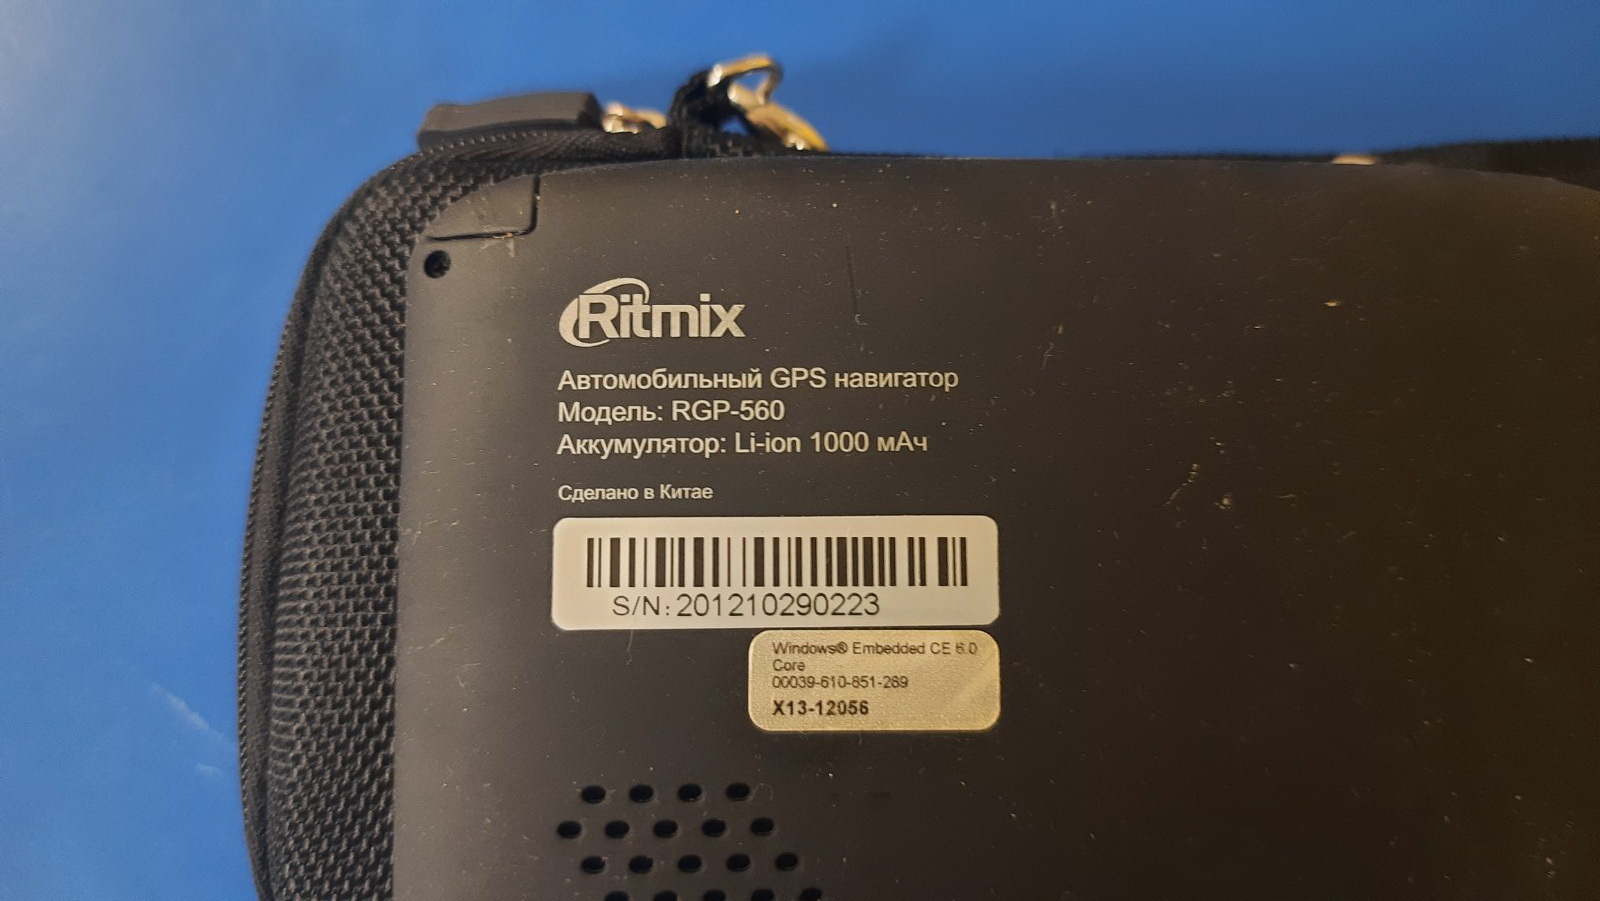 Ritmix
Автомобильный GPS навигатор
Модель: RGP-560
Аккумулятор: Li-ion 1000 мАч
Сделано в Китае
S/N: 201210290223
Windows® Embedded CE 6.0
Core
00039-610-851-289
X13-12056